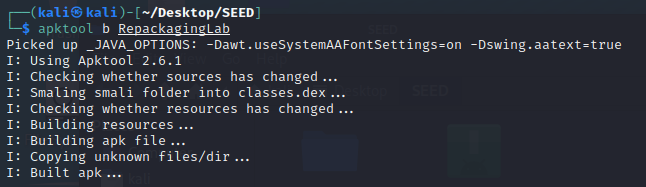 (kali㉿kali)-[~/Desktop/SEED]
$ apktool b RepackagingLab
Picked up _JAVA_OPTIONS: -Dawt.useSystemAAFontSettings=on -Dswing.aatext=true
I: Using Apktool 2.6.1
I: Checking whether sources has changed...
I: Smaling smali folder into classes.dex...
I: Checking whether resources has changed...
I: Building resources...
I: Building apk file...
I: Copying unknown files/dir...
I: Built apk...